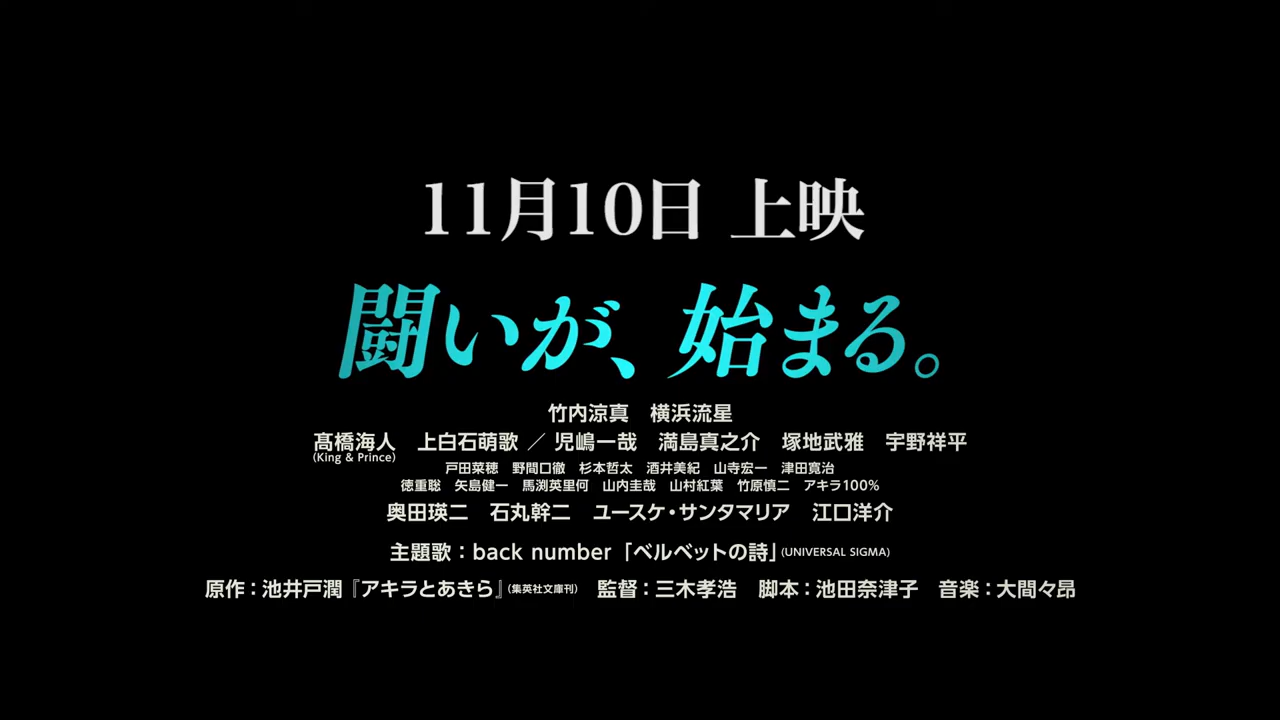 11月10日 上映
闘いが、始まる。
竹内涼真　横浜流星
髙橋海人　上白石萌歌 ／ 児嶋一哉　満島真之介　塚地武雅　宇野祥平
(King & Prince)
戸田菜穂　野間口徹　杉本哲太　酒井美紀　山寺宏一　津田寛治
徳重聡　矢島健一　馬渕英里何　山内圭哉　山村紅葉　竹原慎二　アキラ100%
奥田瑛二　石丸幹二　ユースケ・サンタマリア　江口洋介
主題歌：back number「ベルベットの詩」(UNIVERSAL SIGMA)
原作：池井戸潤『アキラとあきら』(集英社文庫刊)　監督：三木孝浩　脚本：池田奈津子　音楽：大間々昂